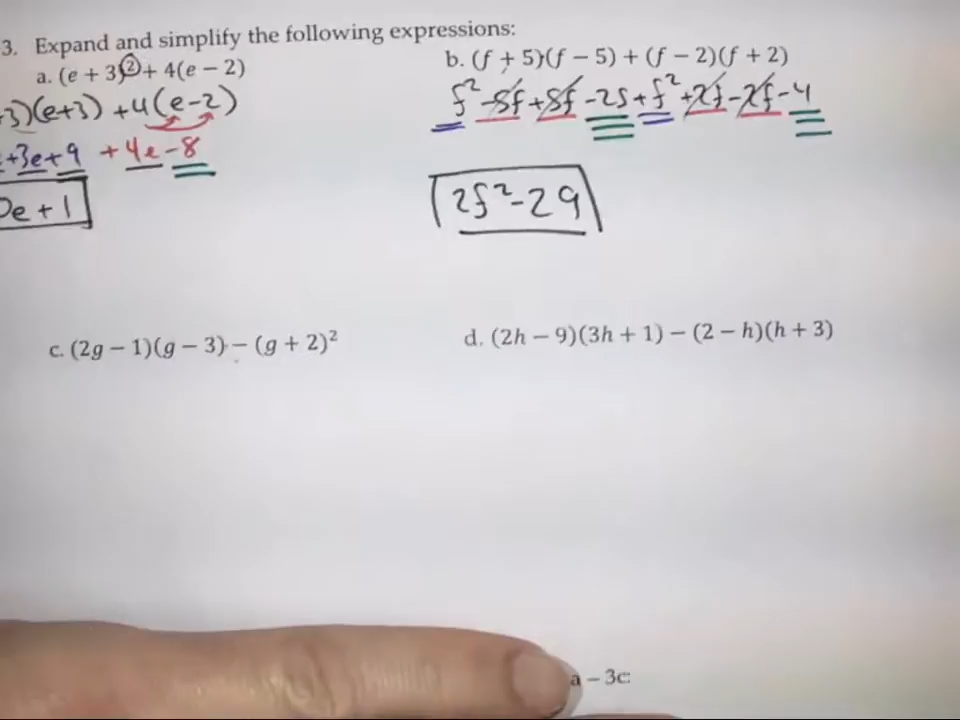 3. Expand and simplify the following expressions:
a. (e + 3)² + 4(e − 2)
+3)(e+3) + 4(e-2)
+3e+9 + 4e -8
0e + 1
b. (f + 5)(f − 5) + (f − 2)(f + 2)
f² -5f +5f -25 + f² +2f -2f -4
2f² - 29
c. (2g − 1)(g − 3) − (g + 2)²
d. (2h − 9)(3h + 1) − (2 − h)(h + 3)
a − 3c: